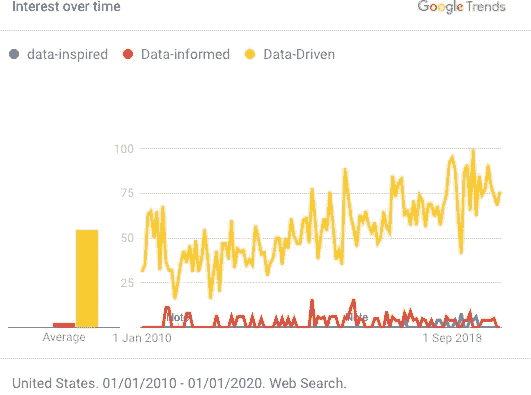 Interest over time
Google Trends
data-inspired
Data-informed
Data-Driven
100
75
50
25
Note
Note
Average
1 Jan 2010
1 Sep 2018
United States. 01/01/2010 - 01/01/2020. Web Search.